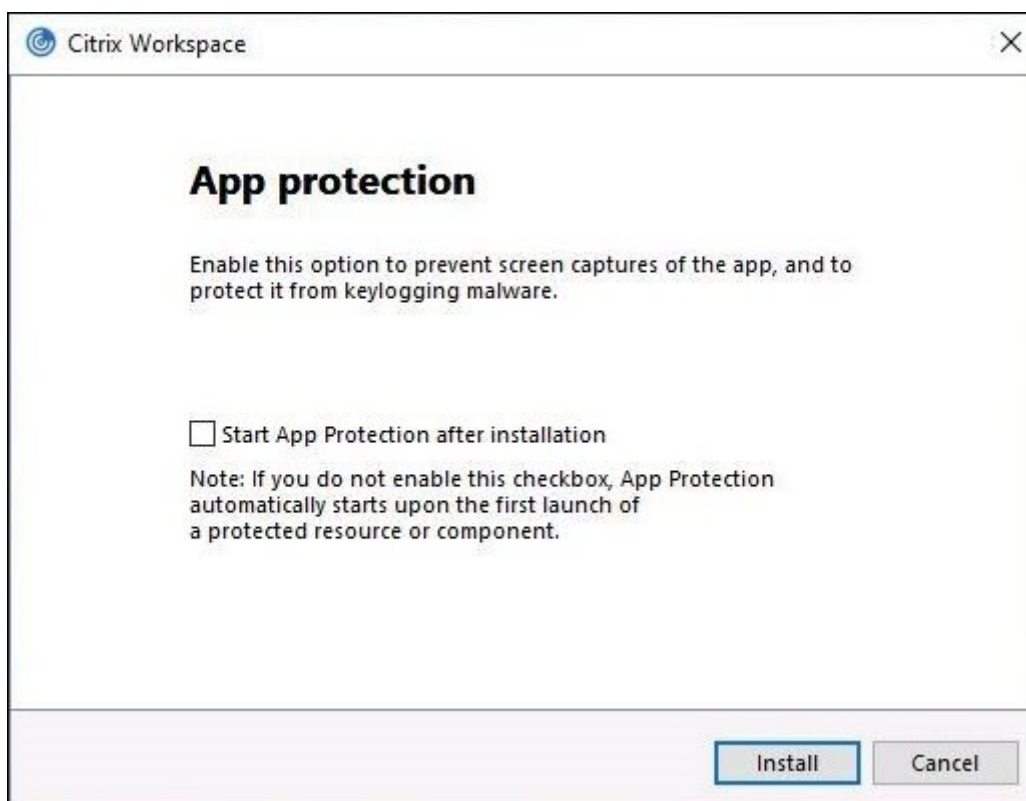 Citrix Workspace
App protection
Enable this option to prevent screen captures of the app, and to
protect it from keylogging malware.
Start App Protection after installation
Note: If you do not enable this checkbox, App Protection
automatically starts upon the first launch of
a protected resource or component.
Install
Cancel